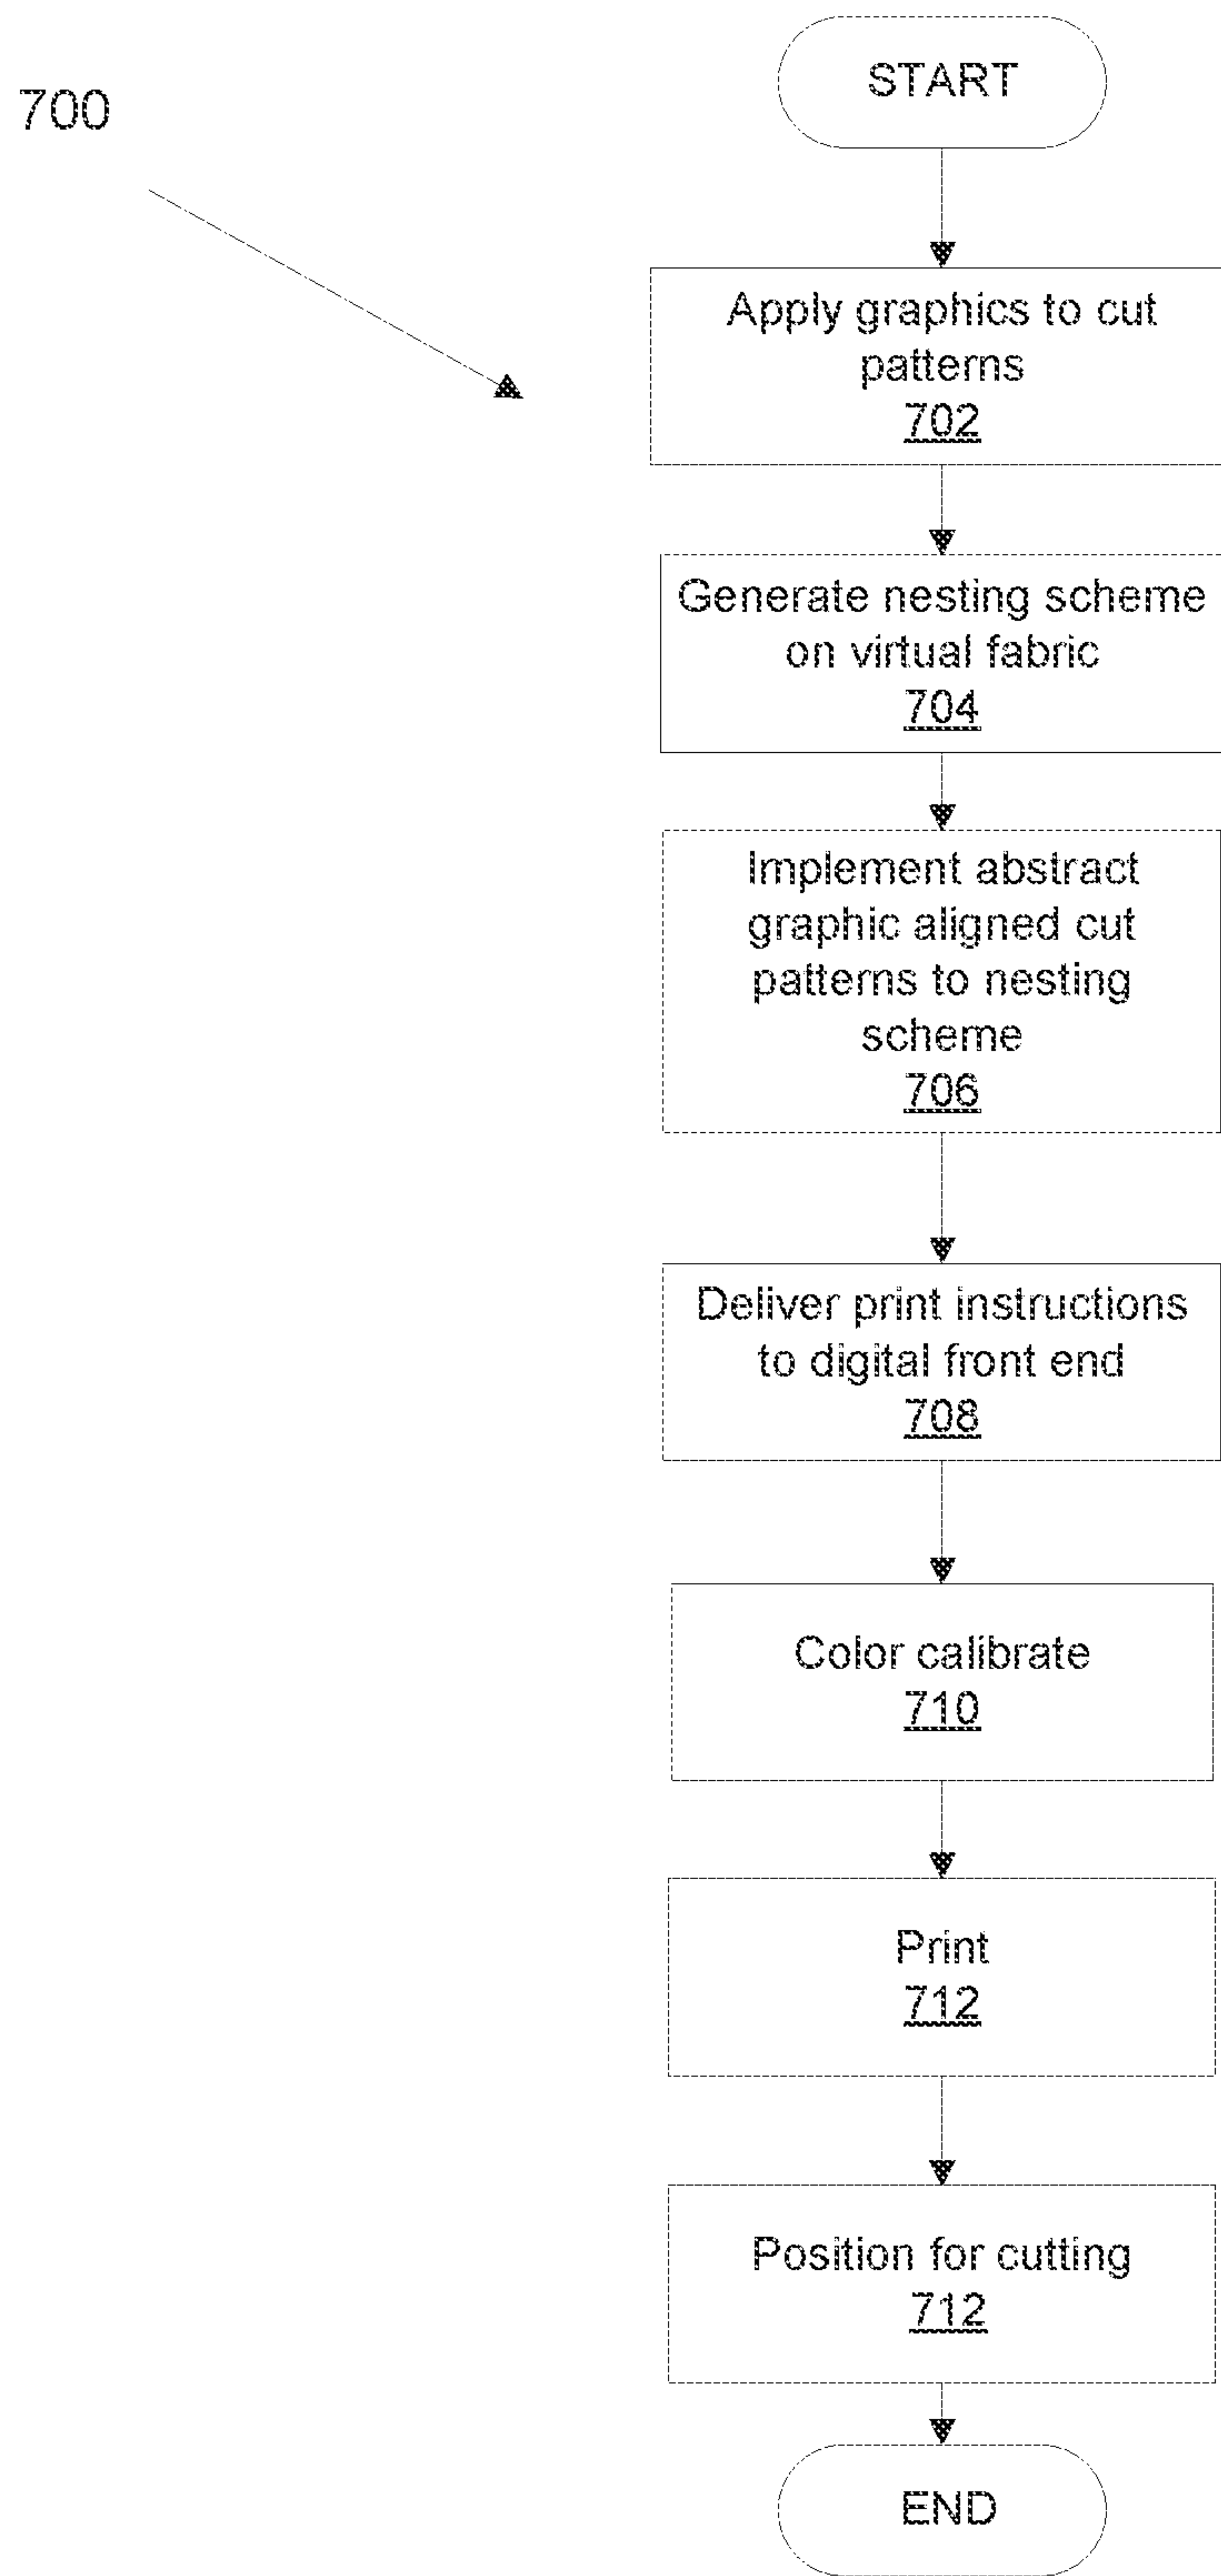 START
700
Apply graphics to cut
patterns
702
Generate nesting scheme
on virtual fabric
704
Implement abstract
graphic aligned cut
patterns to nesting
scheme
706
Deliver print instructions
to digital front end
708
Color calibrate
710
Print
712
Position for cutting
712
END